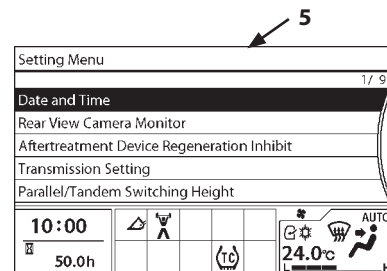 5
Setting Menu
1/ 9
Date and Time
Rear View Camera Monitor
Aftertreatment Device Regeneration Inhibit
Transmission Setting
Parallel/Tandem Switching Height
10:00
AUTO
50.0h
TC
24.0℃
L
H